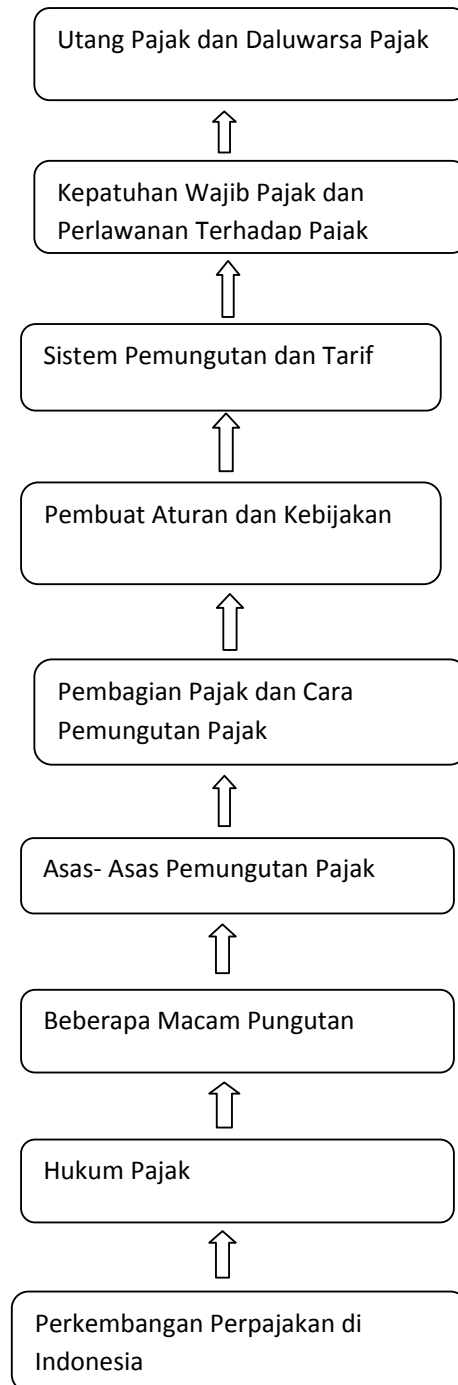 Utang Pajak dan Daluwarsa Pajak
Kepatuhan Wajib Pajak dan
Perlawanan Terhadap Pajak
Sistem Pemungutan dan Tarif
Pembuat Aturan dan Kebijakan
Pembagian Pajak dan Cara
Pemungutan Pajak
Asas- Asas Pemungutan Pajak
Beberapa Macam Pungutan
Hukum Pajak
Perkembangan Perpajakan di
Indonesia